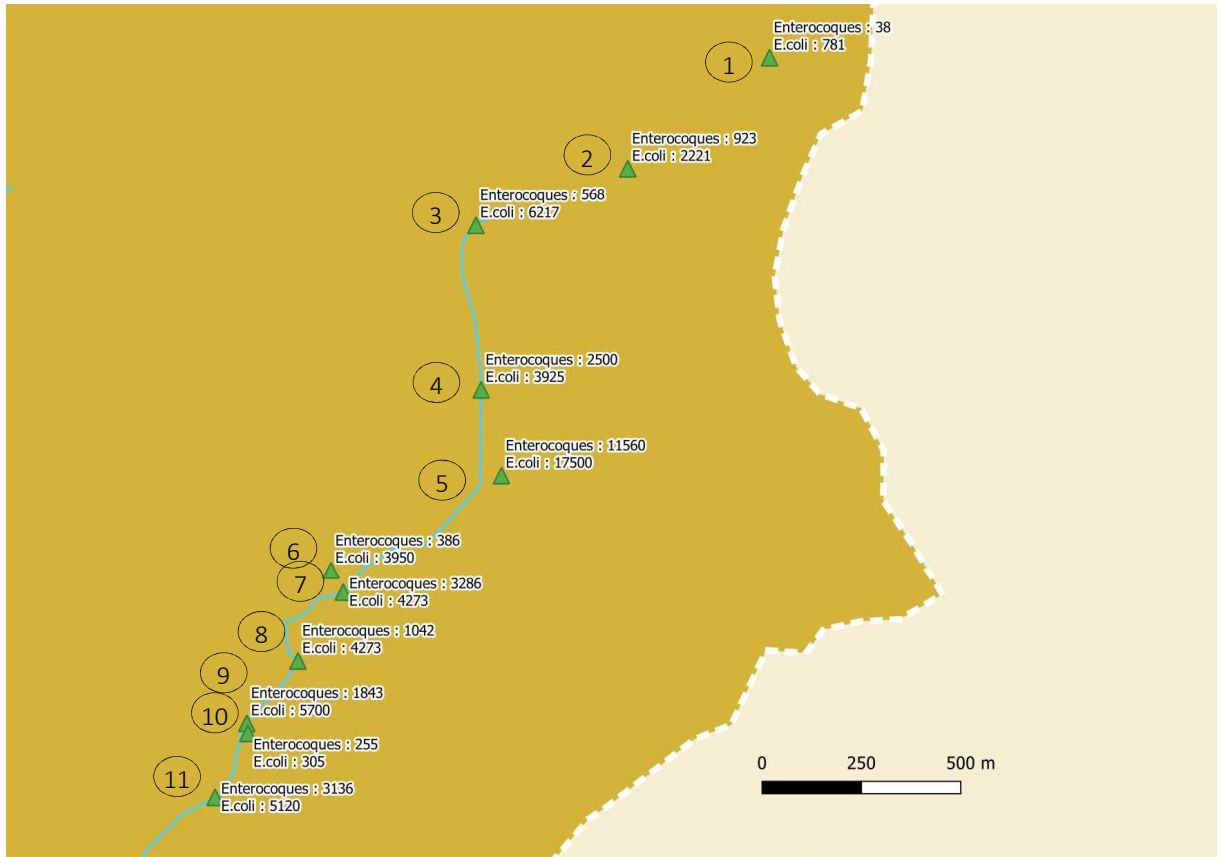 Enterocoques : 38
E.coli : 781
1
Enterocoques : 923
E.coli : 2221
2
Enterocoques : 568
E.coli : 6217
3
Enterocoques : 2500
E.coli : 3925
4
Enterocoques : 11560
E.coli : 17500
5
Enterocoques : 386
E.coli : 3950
6
Enterocoques : 3286
E.coli : 4273
7
Enterocoques : 1042
E.coli : 4273
8
9
Enterocoques : 1843
E.coli : 5700
10
Enterocoques : 255
E.coli : 305
0 250 500 m
11
Enterocoques : 3136
E.coli : 5120